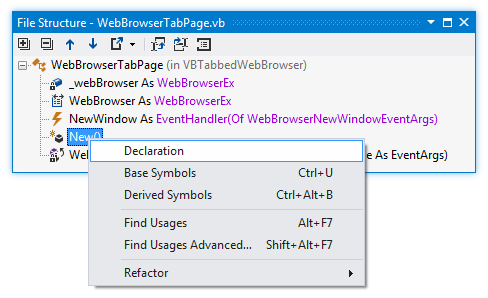 File Structure - WebBrowserTabPage.vb
WebBrowserTabPage (in VBTabbedWebBrowser)
_webBrowser As WebBrowserEx
WebBrowser As WebBrowserEx
NewWindow As EventHandler(Of WebBrowserNewWindowEventArgs)
New()
We e As EventArgs)
Declaration
Base Symbols Ctrl+U
Derived Symbols Ctrl+Alt+B
Find Usages Alt+F7
Find Usages Advanced... Shift+Alt+F7
Refactor